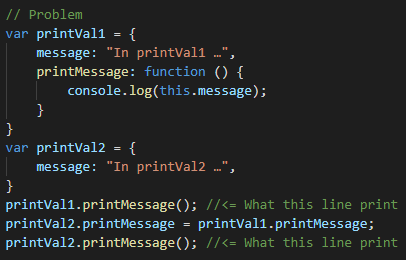 // Problem
var printVal1 = {
    message: "In printVal1 …",
    printMessage: function () {
        console.log(this.message);
    }
}
var printVal2 = {
    message: "In printVal2 …",
}
printVal1.printMessage(); //<= What this line print
printVal2.printMessage = printVal1.printMessage;
printVal2.printMessage(); //<= What this line print